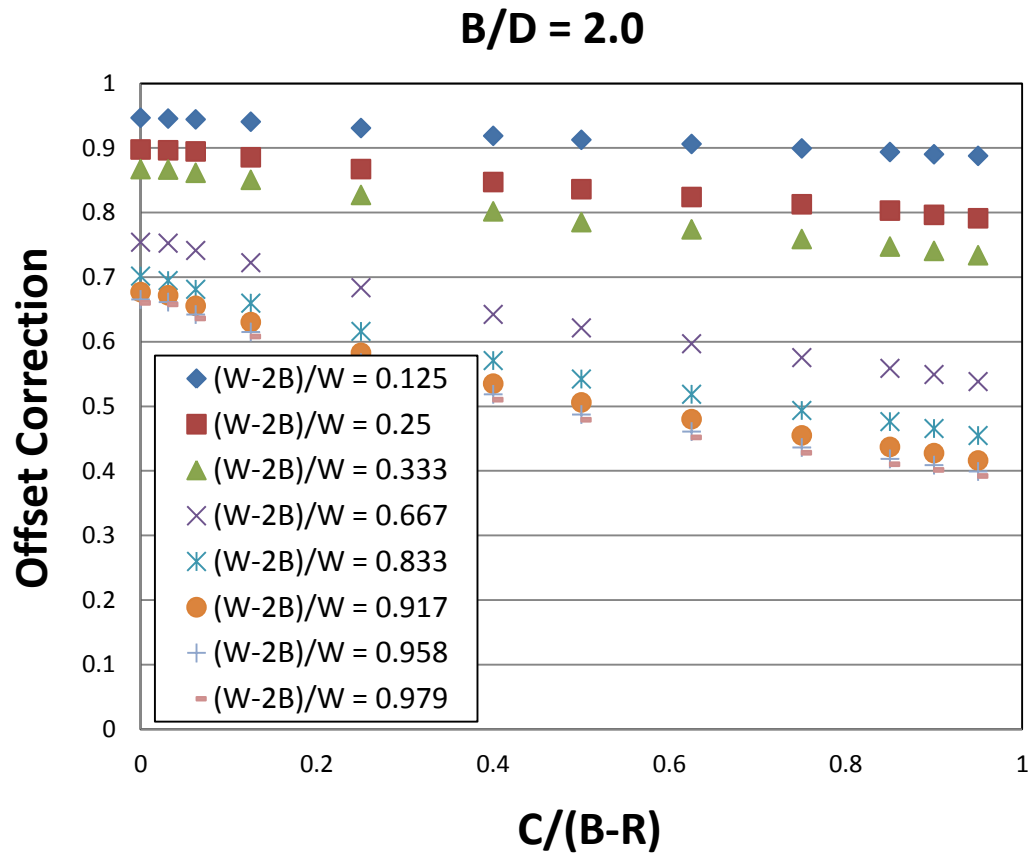 B/D = 2.0
Offset Correction
1
0.9
0.8
0.7
0.6
0.5
0.4
0.3
0.2
0.1
0
(W-2B)/W = 0.125
(W-2B)/W = 0.25
(W-2B)/W = 0.333
(W-2B)/W = 0.667
(W-2B)/W = 0.833
(W-2B)/W = 0.917
(W-2B)/W = 0.958
(W-2B)/W = 0.979
0 0.2 0.4 0.6 0.8 1
C/(B-R)